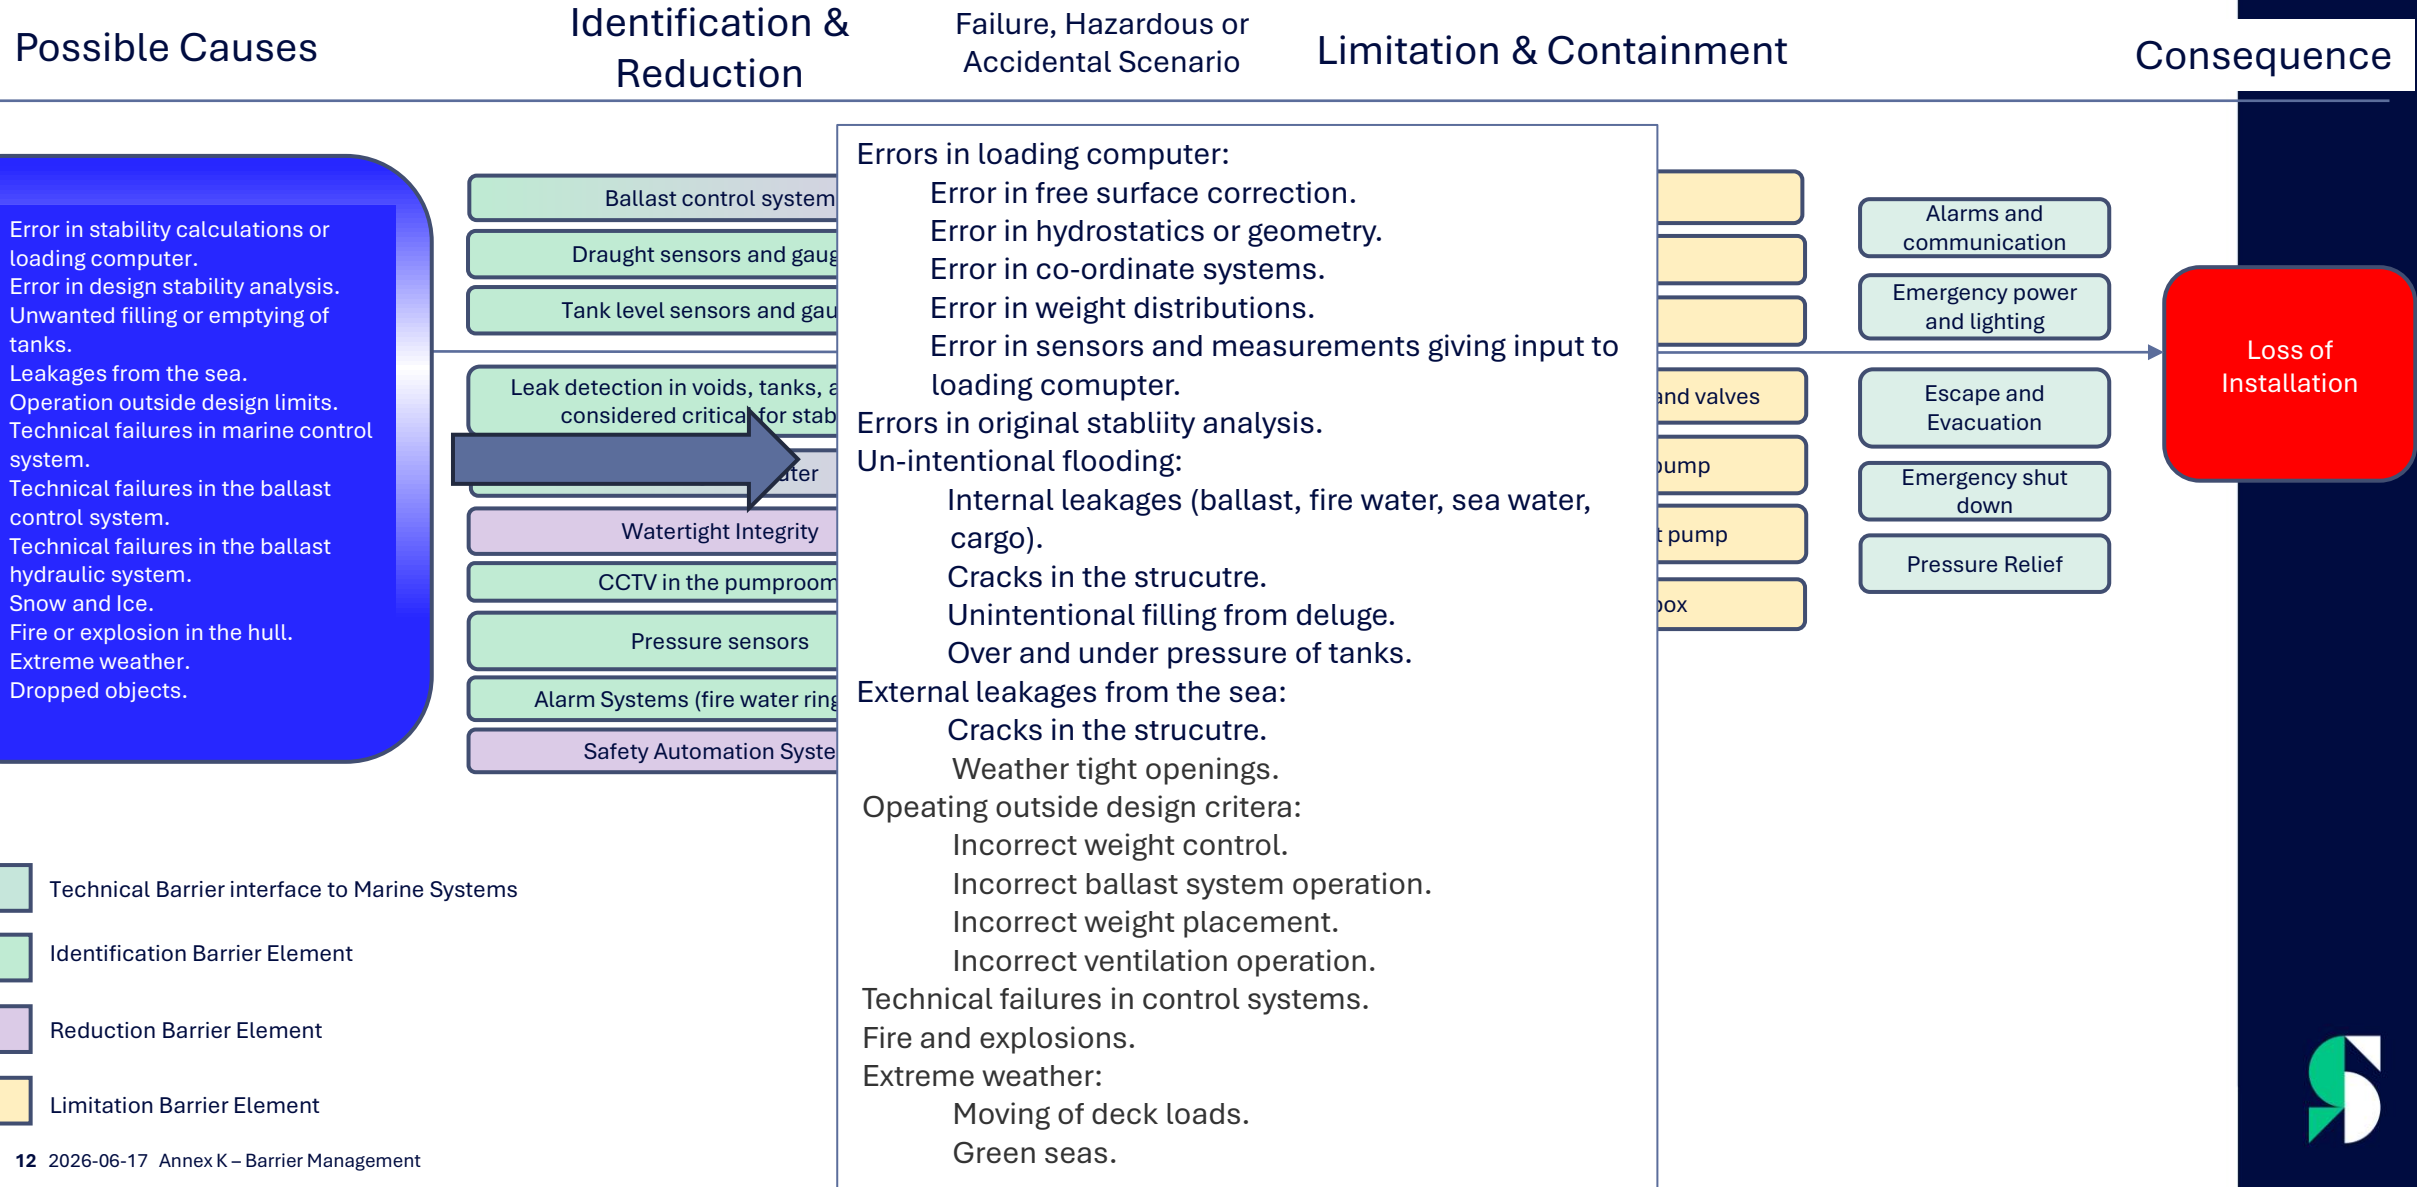 Possible Causes
Identification &
Reduction
Failure, Hazardous or
Accidental Scenario
Limitation & Containment
Consequence
Error in stability calculations or
loading computer.
Error in design stability analysis.
Unwanted filling or emptying of
tanks.
Leakages from the sea.
Operation outside design limits.
Technical failures in marine control
system.
Technical failures in the ballast
control system.
Technical failures in the ballast
hydraulic system.
Snow and Ice.
Fire or explosion in the hull.
Extreme weather.
Dropped objects.
Ballast control system
Draught sensors and
Tank level sensors and
Leak detection in voids, tanks,
considered critical for
Watertight Integrity
CCTV in the pumproom
Pressure sensors
Alarm Systems (fire water
Safety Automation
Errors in loading computer:
Error in free surface correction.
Error in hydrostatics or geometry.
Error in co-ordinate systems.
Error in weight distributions.
Error in sensors and measurements giving input to
loading comupter.
Errors in original stabliity analysis.
Un-intentional flooding:
Internal leakages (ballast, fire water, sea water,
cargo).
Cracks in the strucutre.
Unintentional filling from deluge.
Over and under pressure of tanks.
External leakages from the sea:
Cracks in the strucutre.
Weather tight openings.
Opeating outside design critera:
Incorrect weight control.
Incorrect ballast system operation.
Incorrect weight placement.
Incorrect ventilation operation.
Technical failures in control systems.
Fire and explosions.
Extreme weather:
Moving of deck loads.
Green seas.
and valves
pump
pump
box
Alarms and
communication
Emergency power
and lighting
Escape and
Evacuation
Emergency shut
down
Pressure Relief
Loss of
Installation
Technical Barrier interface to Marine Systems
Identification Barrier Element
Reduction Barrier Element
Limitation Barrier Element
12 2026-06-17 Annex K – Barrier Management